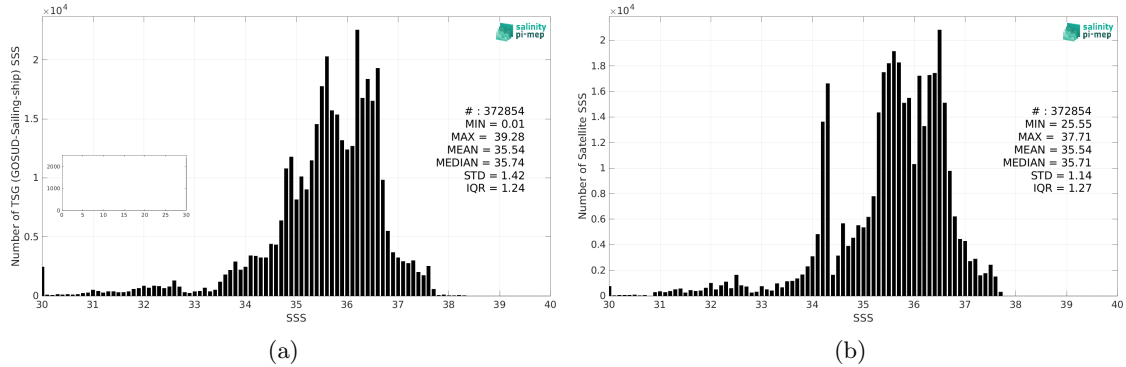 ×10^4
salinity
pi-mep
Number of TSG (GOSUD-Sailing-ship) SSS
2
1.5
1
0.5
0
# : 372854
MIN = 0.01
MAX = 39.28
MEAN = 35.54
MEDIAN = 35.74
STD = 1.42
IQR = 1.24
2000
1000
0
0 5 10 15 20 25 30
30 31 32 33 34 35 36 37 38 39 40
SSS
(a)
×10^4
salinity
pi-mep
Number of Satellite SSS
2
1.8
1.6
1.4
1.2
1
0.8
0.6
0.4
0.2
0
# : 372854
MIN = 25.55
MAX = 37.71
MEAN = 35.54
MEDIAN = 35.71
STD = 1.14
IQR = 1.27
30 31 32 33 34 35 36 37 38 39 40
SSS
(b)